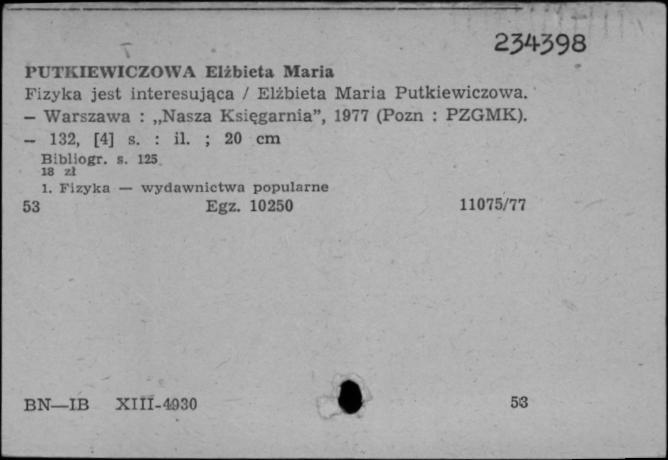 234398
PUTKIEWICZOWA Elżbieta Maria
Fizyka jest interesująca / Elżbieta Maria Putkiewiczowa.
— Warszawa : „Nasza Księgarnia”, 1977 (Pozn : PZGMK).
— 132, [4] s. : il. ; 20 cm
Bibliogr. s. 125
18 zł
1. Fizyka — wydawnictwa popularne
53 Egz. 10250 11075/77
BN—IB XIII-4930 53